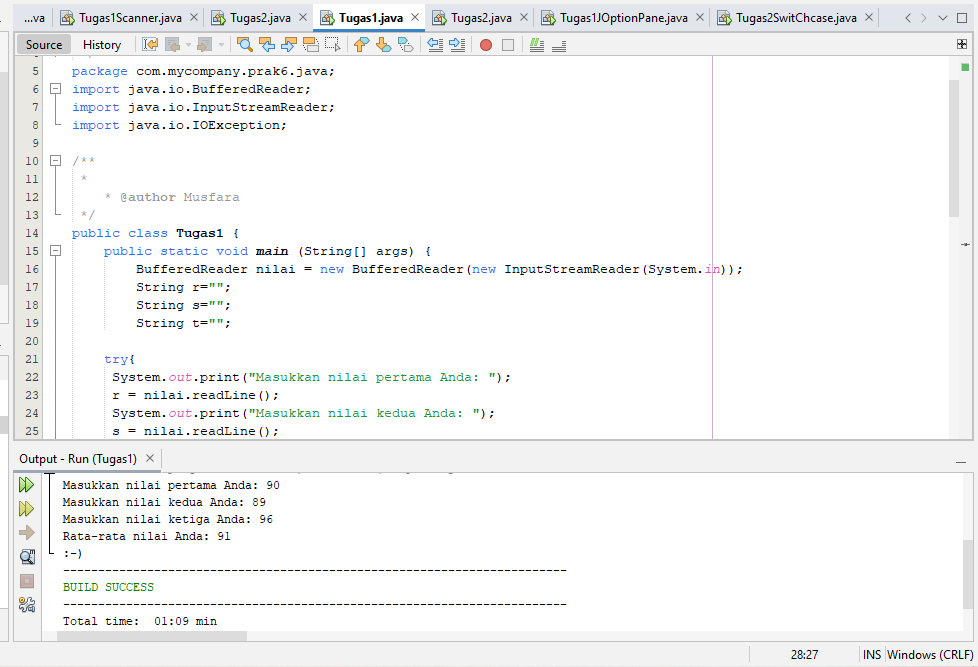 ...va Tugas1Scanner.java Tugas2.java Tugas1.java Tugas2.java Tugas1JOptionPane.java Tugas2SwitChcase.java
Source History
5 package com.mycompany.prak6.java;
6 import java.io.BufferedReader;
7 import java.io.InputStreamReader;
8 import java.io.IOException;
9
10 /**
11 *
12 * @author Musfara
13 */
14 public class Tugas1 {
15 public static void main (String[] args) {
16 BufferedReader nilai = new BufferedReader(new InputStreamReader(System.in));
17 String r="";
18 String s="";
19 String t="";
20
21 try{
22 System.out.print("Masukkan nilai pertama Anda: ");
23 r = nilai.readLine();
24 System.out.print("Masukkan nilai kedua Anda: ");
25 s = nilai.readLine();
Output - Run (Tugas1)
Masukkan nilai pertama Anda: 90
Masukkan nilai kedua Anda: 89
Masukkan nilai ketiga Anda: 96
Rata-rata nilai Anda: 91
:-)
------------------------------------------------------------------------
BUILD SUCCESS
------------------------------------------------------------------------
Total time:  01:09 min
28:27 INS Windows (CRLF)